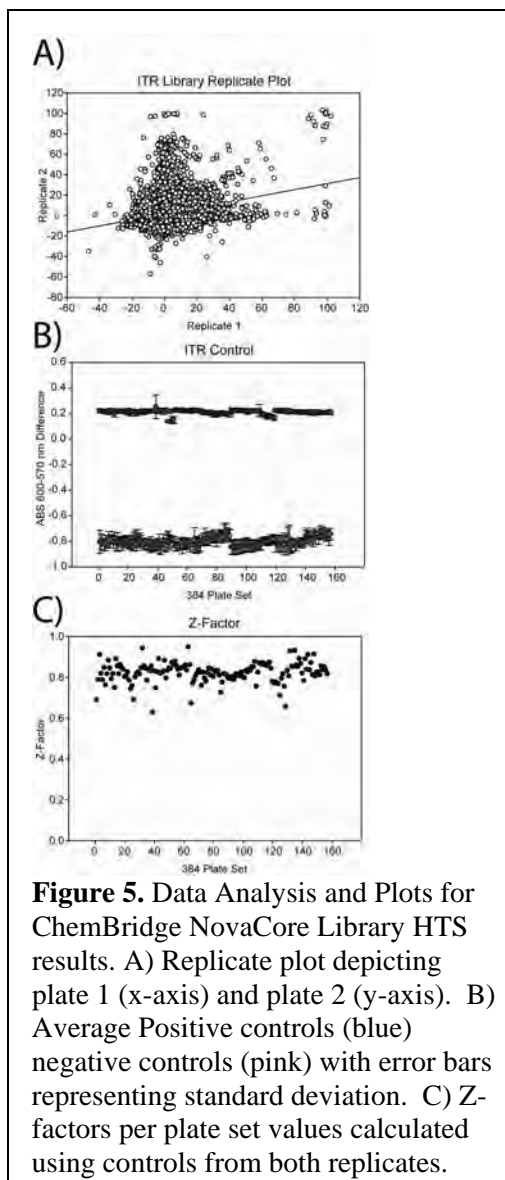 A)
ITR Library Replicate Plot
Replicate 2
120
100
80
60
40
20
0
-20
-40
-60
-80
-60 -40 -20 0 20 40 60 80 100 120
Replicate 1
B)
ITR Control
ABS 600-570 nm Difference
0.6
0.4
0.2
0.0
-0.2
-0.4
-0.6
-0.8
-1.0
0 20 40 60 80 100 120 140 160
384 Plate Set
C)
Z-Factor
Z-Factor
1.0
0.8
0.6
0.4
0.2
0.0
0 20 40 60 80 100 120 140 160
384 Plate Set
Figure 5. Data Analysis and Plots for
ChemBridge NovaCore Library HTS
results. A) Replicate plot depicting
plate 1 (x-axis) and plate 2 (y-axis). B)
Average Positive controls (blue)
negative controls (pink) with error bars
representing standard deviation. C) Z-
factors per plate set values calculated
using controls from both replicates.